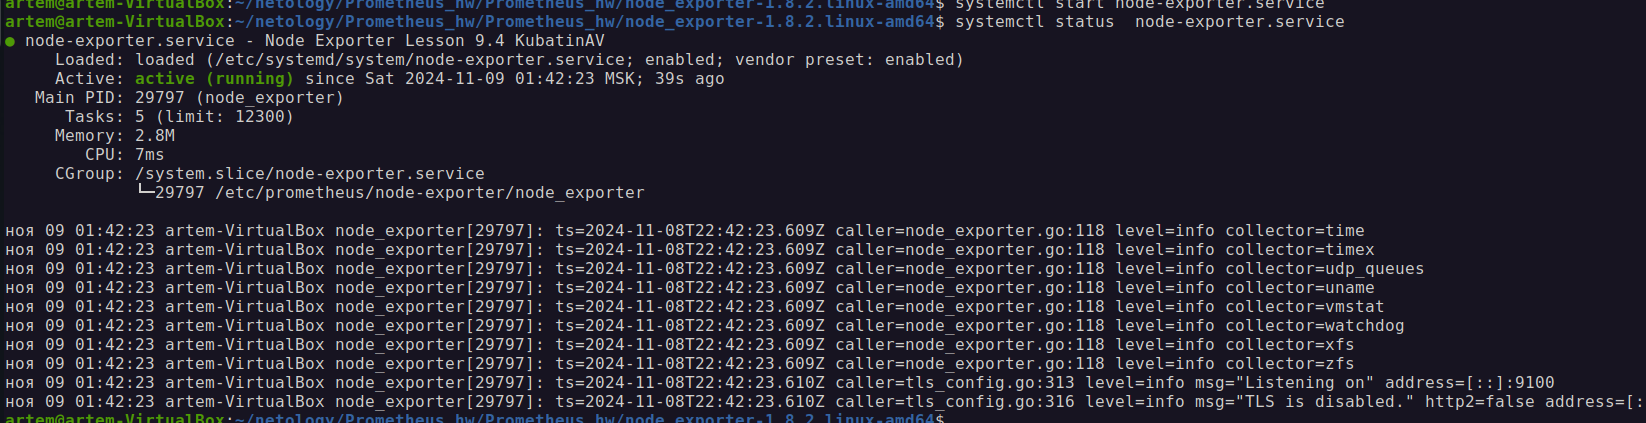 artem@artem-VirtualBox:~/netology/Prometheus_hw/Prometheus_hw/node_exporter-1.8.2.linux-amd64$ systemctl start node-exporter.service
artem@artem-VirtualBox:~/netology/Prometheus_hw/Prometheus_hw/node_exporter-1.8.2.linux-amd64$ systemctl status  node-exporter.service
● node-exporter.service - Node Exporter Lesson 9.4 KubatinAV
     Loaded: loaded (/etc/systemd/system/node-exporter.service; enabled; vendor preset: enabled)
     Active: active (running) since Sat 2024-11-09 01:42:23 MSK; 39s ago
   Main PID: 29797 (node_exporter)
      Tasks: 5 (limit: 12300)
     Memory: 2.8M
        CPU: 7ms
     CGroup: /system.slice/node-exporter.service
             └─29797 /etc/prometheus/node-exporter/node_exporter
ноя 09 01:42:23 artem-VirtualBox node_exporter[29797]: ts=2024-11-08T22:42:23.609Z caller=node_exporter.go:118 level=info collector=time
ноя 09 01:42:23 artem-VirtualBox node_exporter[29797]: ts=2024-11-08T22:42:23.609Z caller=node_exporter.go:118 level=info collector=timex
ноя 09 01:42:23 artem-VirtualBox node_exporter[29797]: ts=2024-11-08T22:42:23.609Z caller=node_exporter.go:118 level=info collector=udp_queues
ноя 09 01:42:23 artem-VirtualBox node_exporter[29797]: ts=2024-11-08T22:42:23.609Z caller=node_exporter.go:118 level=info collector=uname
ноя 09 01:42:23 artem-VirtualBox node_exporter[29797]: ts=2024-11-08T22:42:23.609Z caller=node_exporter.go:118 level=info collector=vmstat
ноя 09 01:42:23 artem-VirtualBox node_exporter[29797]: ts=2024-11-08T22:42:23.609Z caller=node_exporter.go:118 level=info collector=watchdog
ноя 09 01:42:23 artem-VirtualBox node_exporter[29797]: ts=2024-11-08T22:42:23.609Z caller=node_exporter.go:118 level=info collector=xfs
ноя 09 01:42:23 artem-VirtualBox node_exporter[29797]: ts=2024-11-08T22:42:23.609Z caller=node_exporter.go:118 level=info collector=zfs
ноя 09 01:42:23 artem-VirtualBox node_exporter[29797]: ts=2024-11-08T22:42:23.610Z caller=tls_config.go:313 level=info msg="Listening on" address=[::]:9100
ноя 09 01:42:23 artem-VirtualBox node_exporter[29797]: ts=2024-11-08T22:42:23.610Z caller=tls_config.go:316 level=info msg="TLS is disabled." http2=false address=[:
artem@artem-VirtualBox:~/netology/Prometheus_hw/Prometheus_hw/node_exporter-1.8.2.linux-amd64$